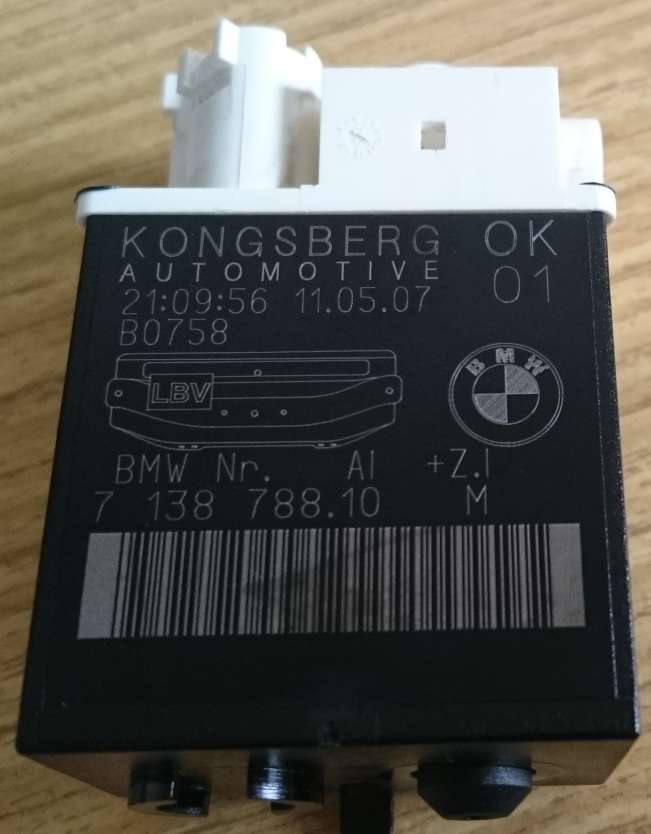 KONGSBERG OK
AUTOMOTIVE 01
21:09:56 11.05.07
B0758
LBV
BMW
BMW Nr. AI +Z.I
7 138 788.10 M